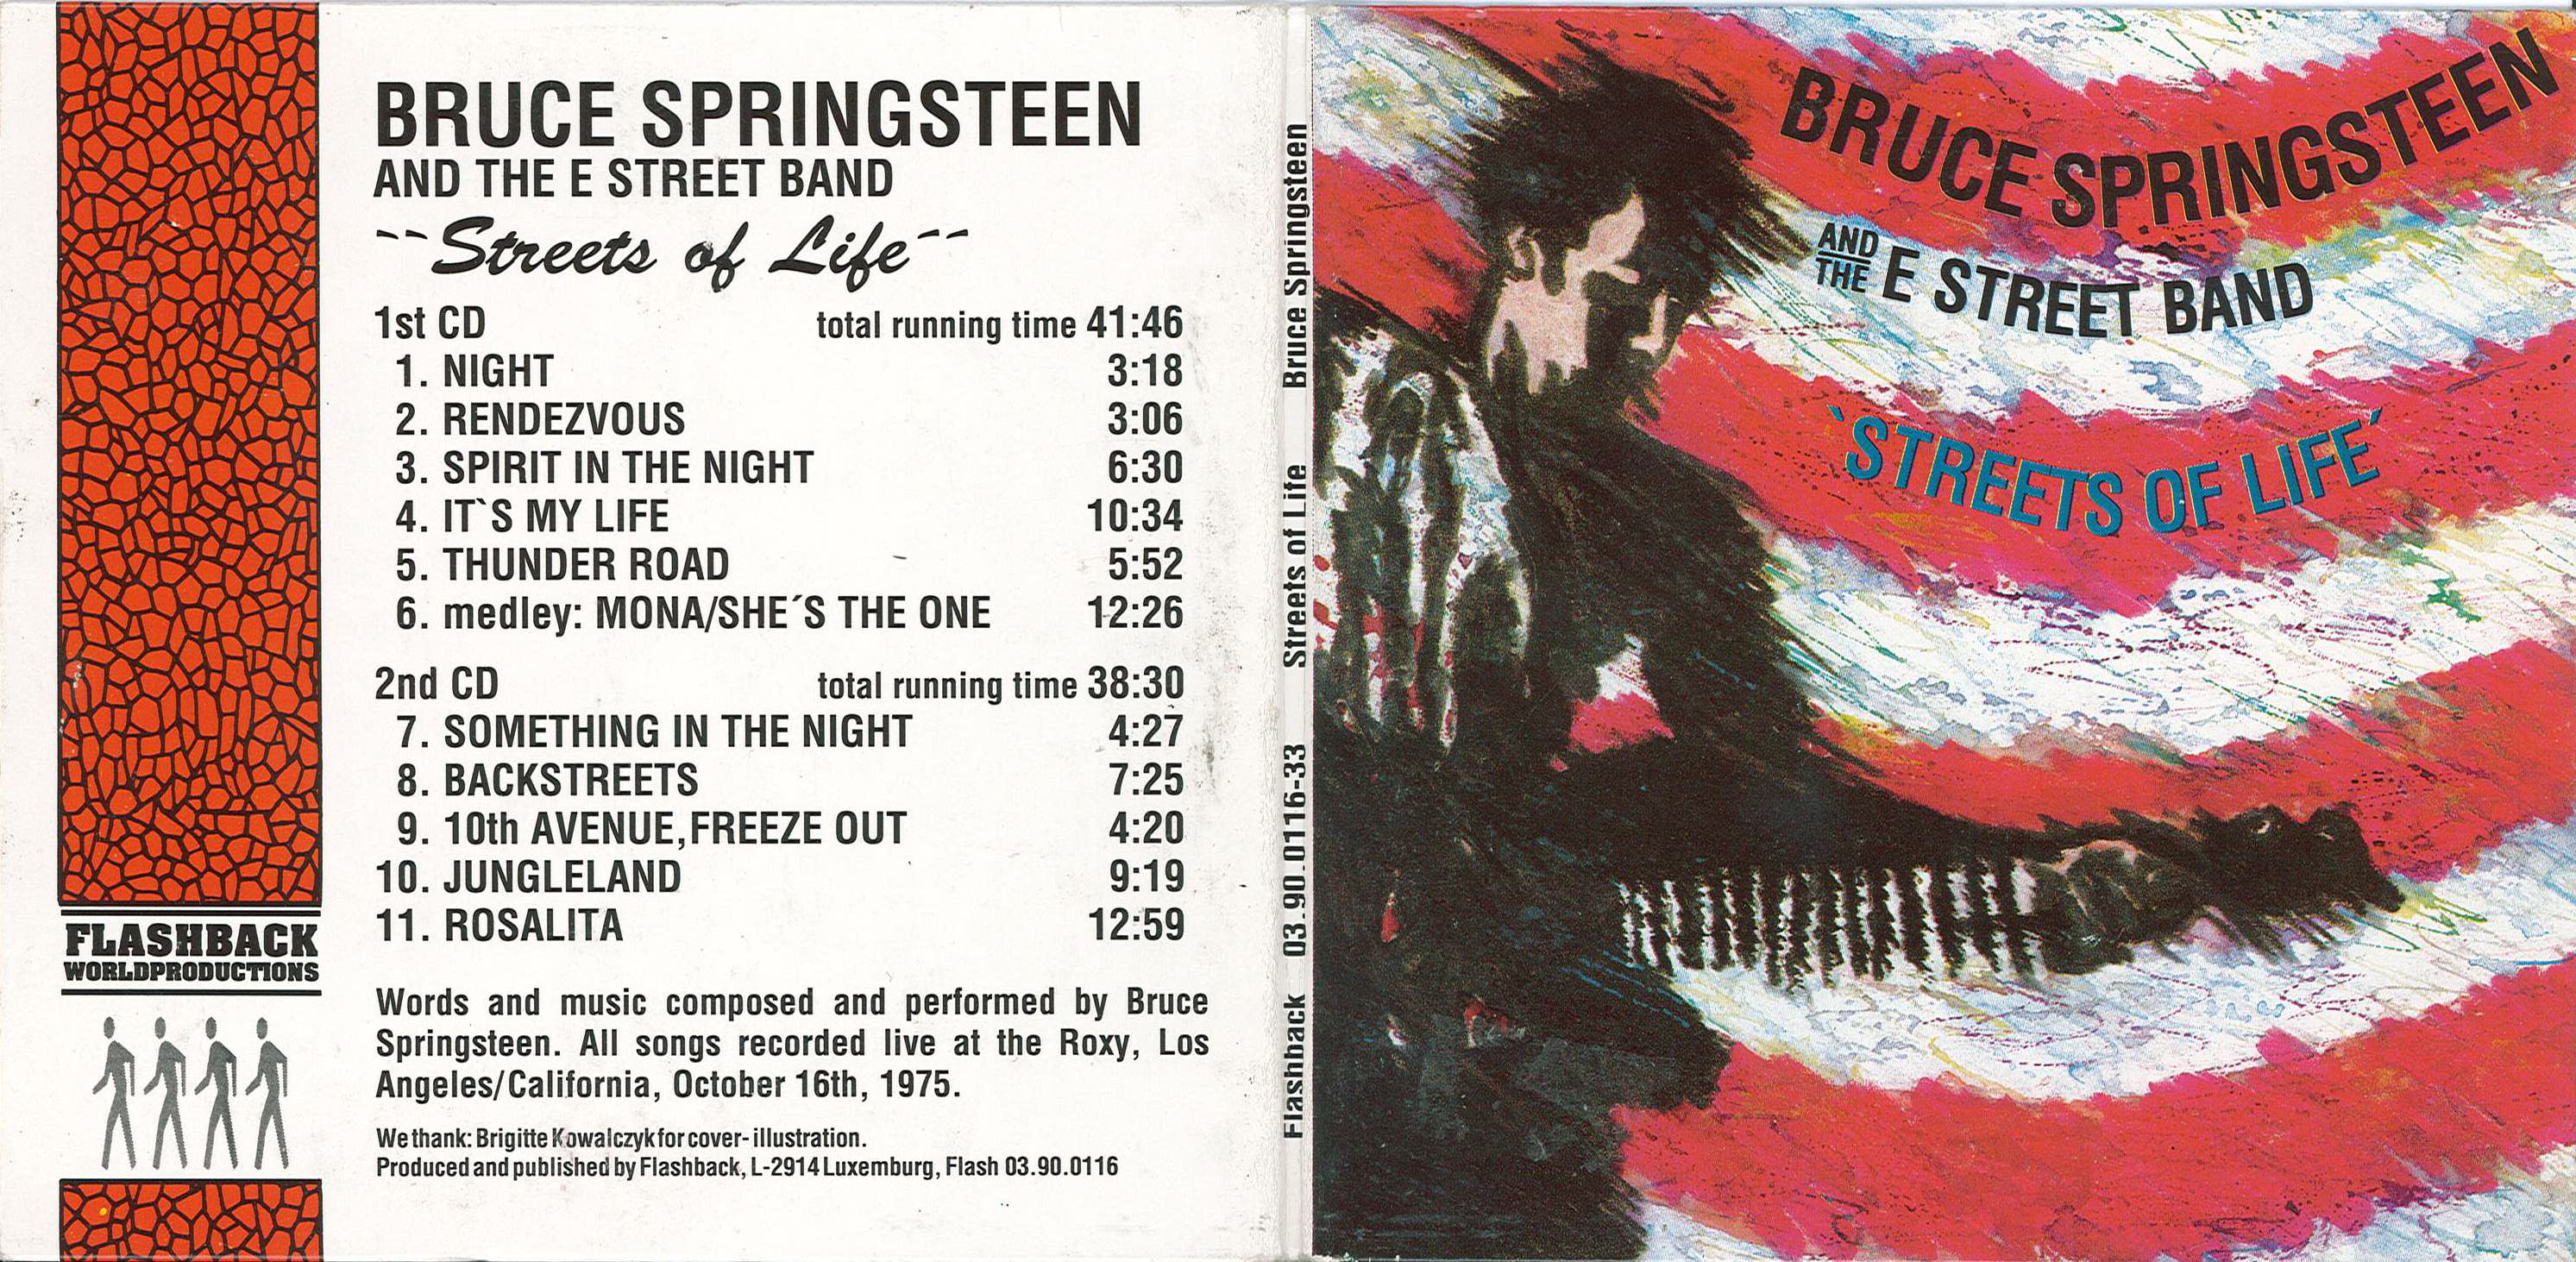 BRUCE SPRINGSTEEN
AND THE E STREET BAND
--Streets of Life--
1st CD total running time 41:46
1. NIGHT 3:18
2. RENDEZVOUS 3:06
3. SPIRIT IN THE NIGHT 6:30
4. IT`S MY LIFE 10:34
5. THUNDER ROAD 5:52
6. medley: MONA/SHE´S THE ONE 12:26
2nd CD total running time 38:30
7. SOMETHING IN THE NIGHT 4:27
8. BACKSTREETS 7:25
9. 10th AVENUE,FREEZE OUT 4:20
10. JUNGLELAND 9:19
11. ROSALITA 12:59
Words and music composed and performed by Bruce
Springsteen. All songs recorded live at the Roxy, Los
Angeles/California, October 16th, 1975.
We thank: Brigitte Kowalczyk for cover-illustration.
Produced and published by Flashback, L-2914 Luxemburg, Flash 03.90.0116
FLASHBACK
WORLDPRODUCTIONS
Flashback 03.90.0116-33 Streets of Life Bruce Springsteen
BRUCE SPRINGSTEEN
AND THE E STREET BAND
`STREETS OF LIFE´